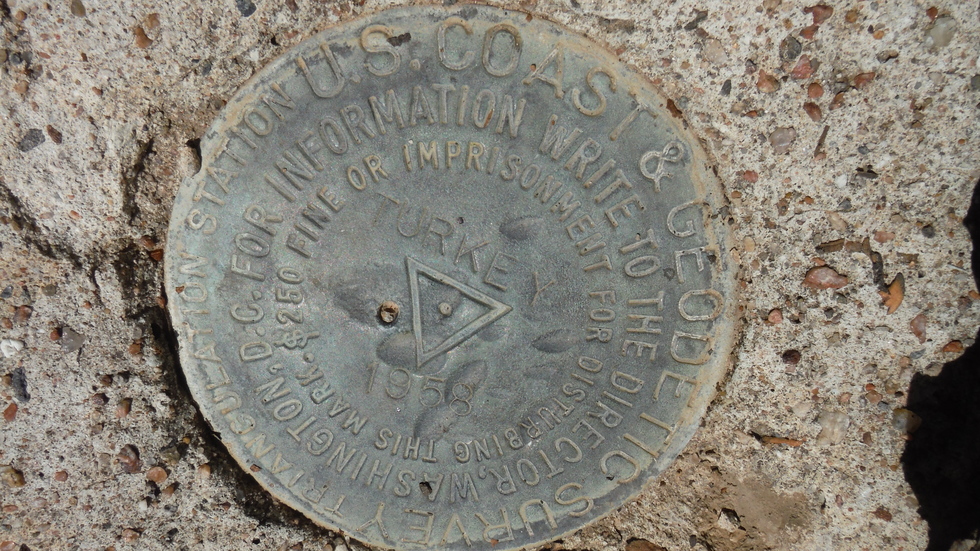 U.S. COAST & GEODETIC SURVEY
TRIANGULATION STATION
FOR INFORMATION WRITE TO THE DIRECTOR, WASHINGTON, D.C.
$250 FINE OR IMPRISONMENT FOR DISTURBING THIS MARK.
TURKEY
1958